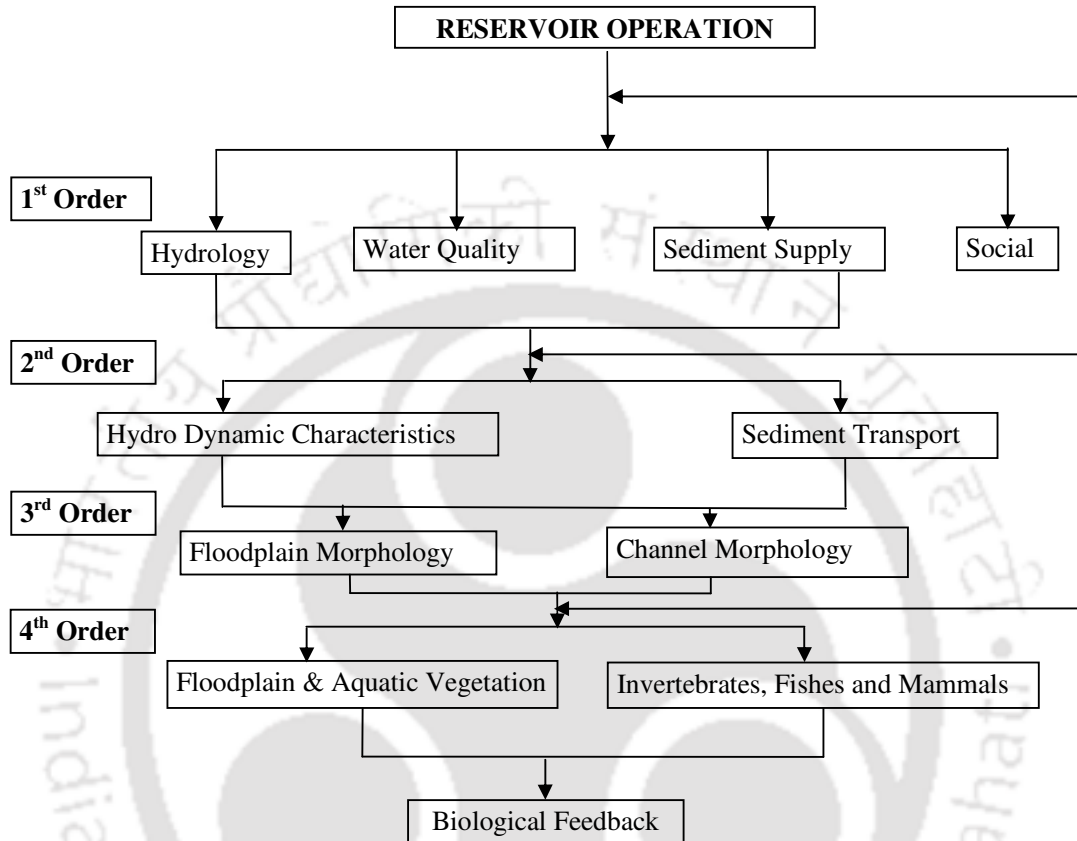 RESERVOIR OPERATION
1st Order
Hydrology
Water Quality
Sediment Supply
Social
2nd Order
Hydro Dynamic Characteristics
Sediment Transport
3rd Order
Floodplain Morphology
Channel Morphology
4th Order
Floodplain & Aquatic Vegetation
Invertebrates, Fishes and Mammals
Biological Feedback